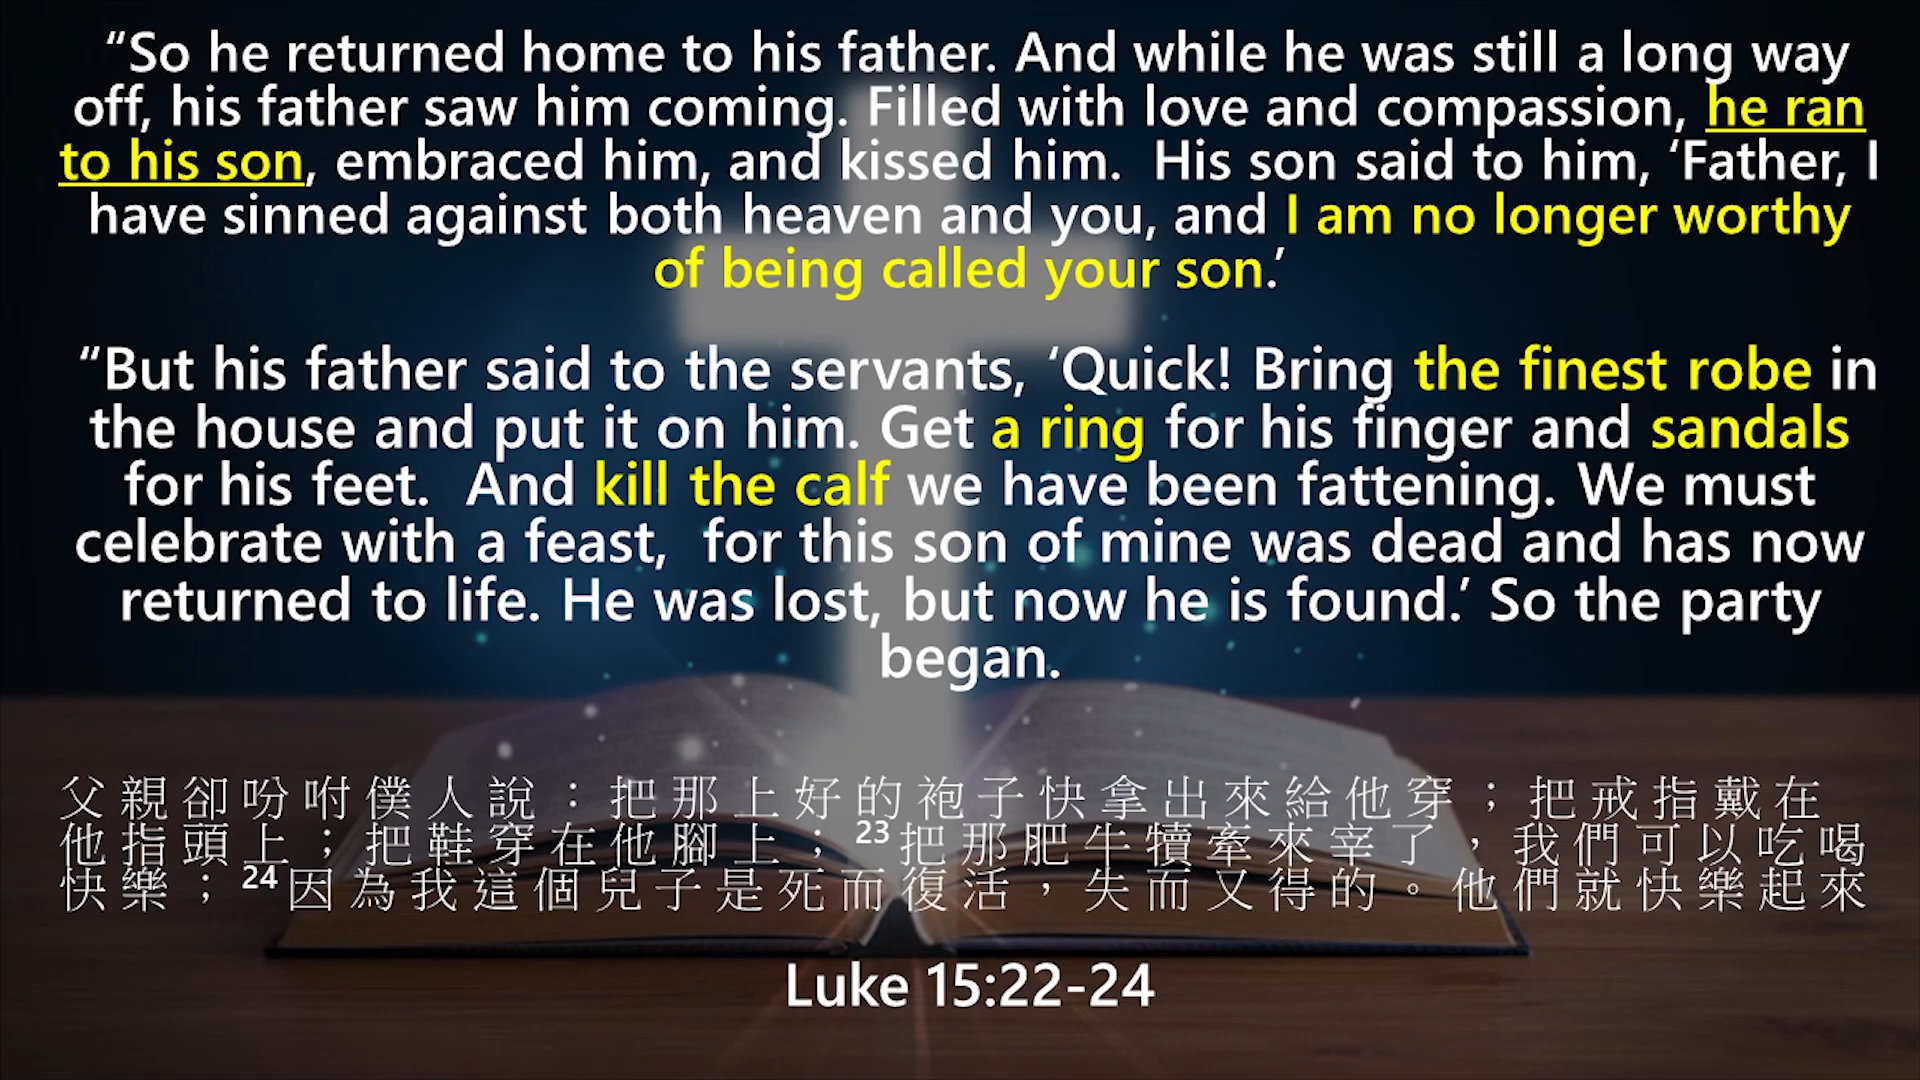 “So he returned home to his father. And while he was still a long way
off, his father saw him coming. Filled with love and compassion, he ran
to his son, embraced him, and kissed him.  His son said to him, ‘Father, I
have sinned against both heaven and you, and I am no longer worthy
of being called your son.’
“But his father said to the servants, ‘Quick! Bring the finest robe in
the house and put it on him. Get a ring for his finger and sandals
for his feet.  And kill the calf we have been fattening. We must
celebrate with a feast,  for this son of mine was dead and has now
returned to life. He was lost, but now he is found.’ So the party
began.
父親卻吩咐僕人說：把那上好的袍子快拿出來給他穿；把戒指戴在
他指頭上；把鞋穿在他腳上；23把那肥牛犢牽來宰了，我們可以吃喝
快樂；24因為我這個兒子是死而復活，失而又得的。他們就快樂起來
Luke 15:22-24